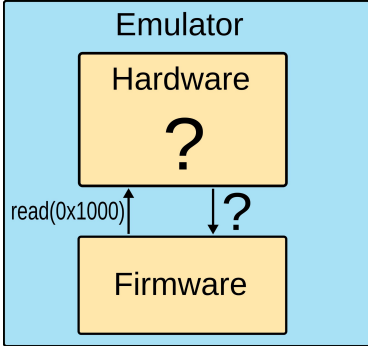 Emulator
Hardware
?
read(0x1000)
?
Firmware